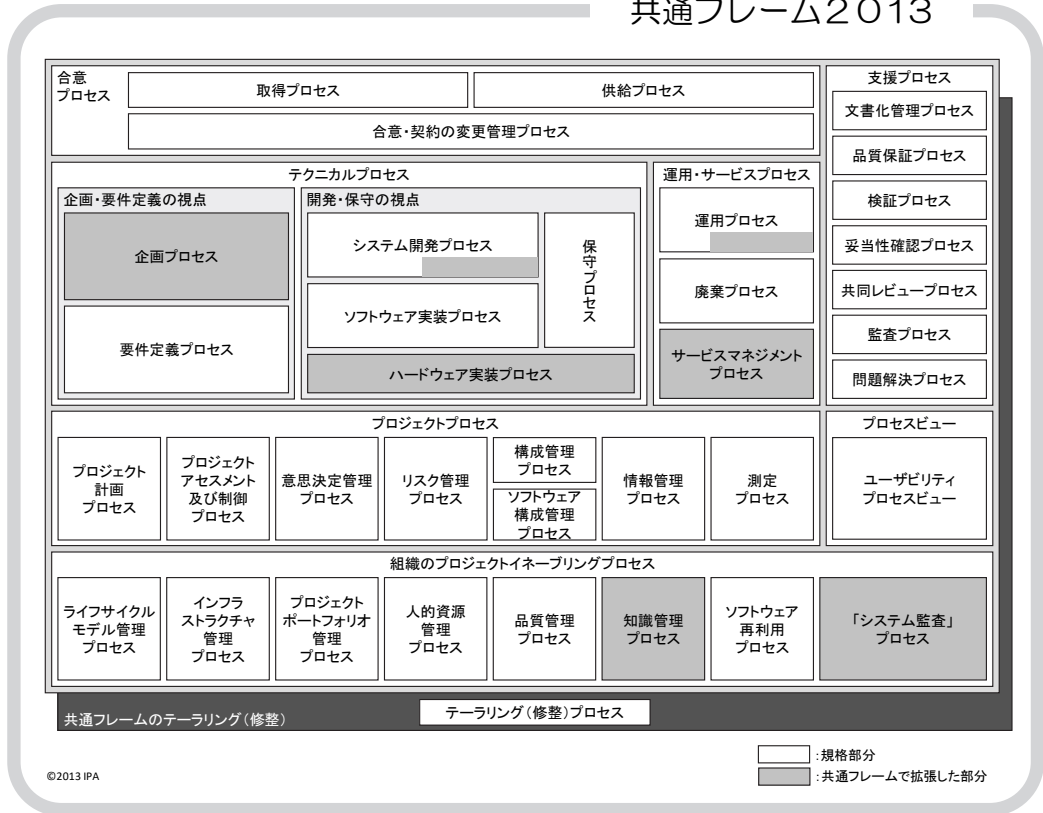 共通フレーム2013
合意
プロセス
取得プロセス
供給プロセス
合意・契約の変更管理プロセス
テクニカルプロセス
企画・要件定義の視点
企画プロセス
要件定義プロセス
開発・保守の視点
システム開発プロセス
ソフトウェア実装プロセス
保守プロセス
ハードウェア実装プロセス
運用・サービスプロセス
運用プロセス
廃棄プロセス
サービスマネジメント
プロセス
支援プロセス
文書化管理プロセス
品質保証プロセス
検証プロセス
妥当性確認プロセス
共同レビュープロセス
監査プロセス
問題解決プロセス
プロジェクトプロセス
プロジェクト
計画
プロセス
プロジェクト
アセスメント
及び制御
プロセス
意思決定管理
プロセス
リスク管理
プロセス
構成管理
プロセス
ソフトウェア
構成管理
プロセス
情報管理
プロセス
測定
プロセス
プロセスビュー
ユーザビリティ
プロセスビュー
組織のプロジェクトイネーブリングプロセス
ライフサイクル
モデル管理
プロセス
インフラ
ストラクチャ
管理
プロセス
プロジェクト
ポートフォリオ
管理
プロセス
人的資源
管理
プロセス
品質管理
プロセス
知識管理
プロセス
ソフトウェア
再利用
プロセス
「システム監査」
プロセス
共通フレームのテーラリング(修整)
テーラリング(修整)プロセス
:規格部分
:共通フレームで拡張した部分
©2013 IPA